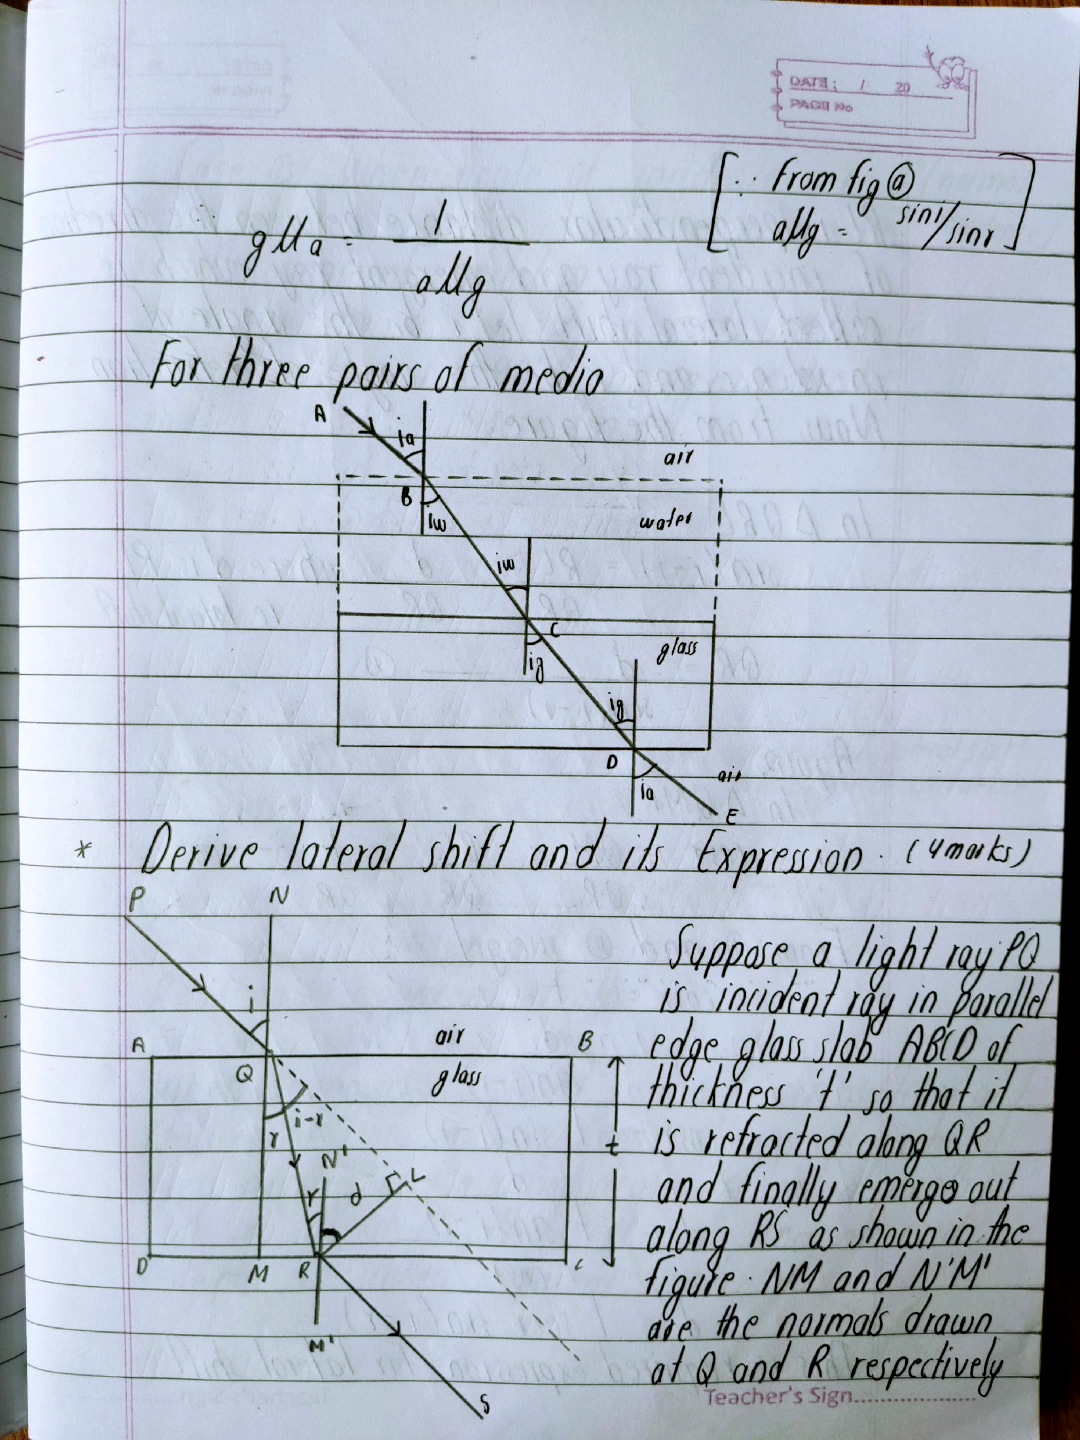 DATE: / 20
PAGE No
∵ From fig ⓐ
aμg = sini/sinr
∴ gμa = 1/aμg
For three pairs of media
A
ia
air
B
iw
water
iw
C
ig
glass
ig
D
ia
air
E
* Derive lateral shift and its Expression. (4marks)
P N
i
A air B
Q glass
i-r
r
t
N'
r d L
D M R C
M'
S
Suppose a light ray PQ
is incident ray in parallel
edge glass slab ABCD of
thickness 't' so that it
is refracted along QR
and finally emerge out
along RS as shown in the
figure. NM and N'M'
are the normals drawn
at Q and R respectively
Teacher's Sign..................